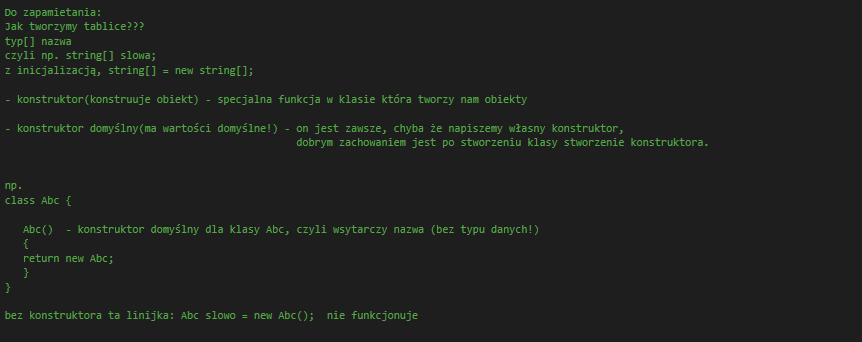 Do zapamietania:
Jak tworzymy tablice???
typ[] nazwa
czyli np. string[] slowa;
z inicjalizacją, string[] = new string[];
- konstruktor(konstruuje obiekt) - specjalna funkcja w klasie która tworzy nam obiekty
- konstruktor domyślny(ma wartości domyślne!) - on jest zawsze, chyba że napiszemy własny konstruktor,
dobrym zachowaniem jest po stworzeniu klasy stworzenie konstruktora.
np.
class Abc {
Abc()  - konstruktor domyślny dla klasy Abc, czyli wsytarczy nazwa (bez typu danych!)
{
return new Abc;
}
}
bez konstruktora ta linijka: Abc slowo = new Abc();  nie funkcjonuje